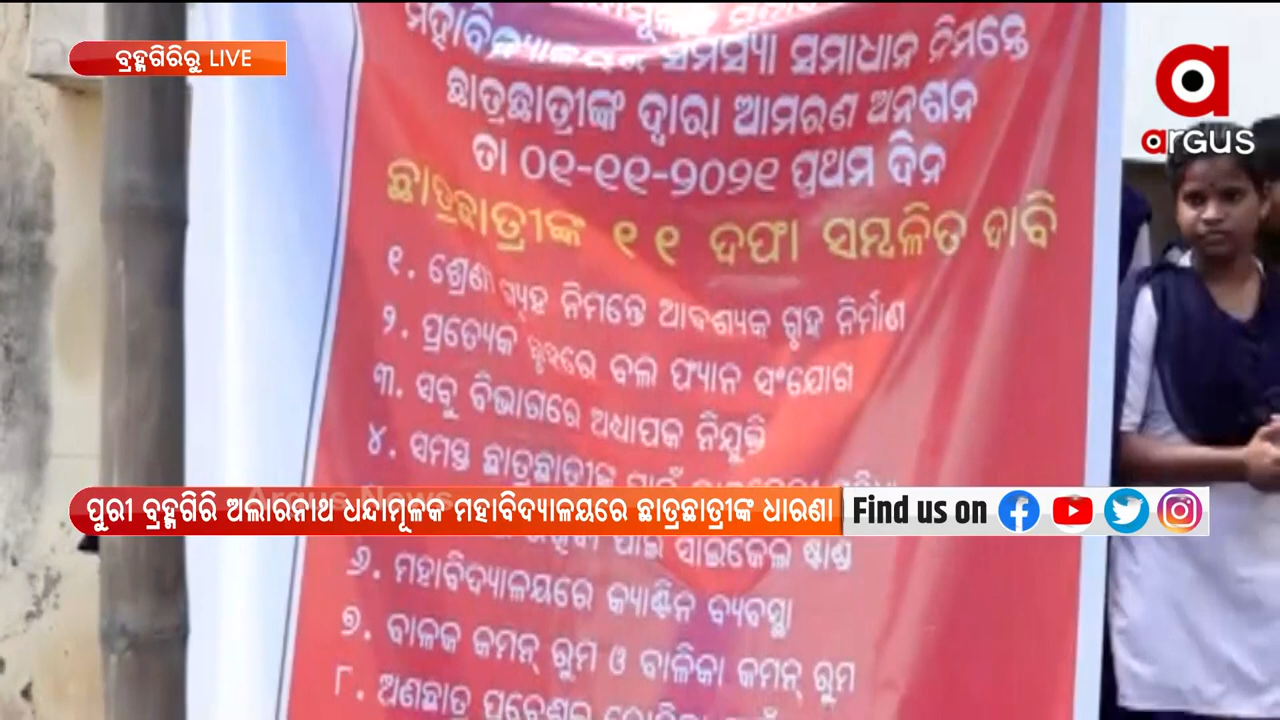 ବ୍ରହ୍ମଗିରିରୁ LIVE
argus
ସମସ୍ୟା ସମାଧାନ ନିମନ୍ତେ
ଛାତ୍ରଛାତ୍ରୀଙ୍କ ଦ୍ୱାରା ଆମରଣ ଅନଶନ
ତା ୦୧-୧୧-୨୦୨୧ ପ୍ରଥମ ଦିନ
ଛାତ୍ରଛାତ୍ରୀଙ୍କ ୧୧ ଦଫା ସମ୍ବଳିତ ଦାବି
୧. ଶ୍ରେଣୀ ଗୃହ ନିମନ୍ତେ ଆବଶ୍ୟକ ଗୃହ ନିର୍ମାଣ
୨. ପ୍ରତ୍ୟେକ ଗୃହରେ ବଲ ଫ୍ୟାନ ସଂଯୋଗ
୩. ସବୁ ବିଭାଗରେ ଅଧ୍ୟାପକ ନିଯୁକ୍ତି
୪. ସମସ୍ତ ଛାତ୍ରଛାତ୍ରୀଙ୍କ ପାଇଁ
ପୁରୀ ବ୍ରହ୍ମଗିରି ଅଲାରନାଥ ଧନ୍ଦାମୂଳକ ମହାବିଦ୍ୟାଳୟରେ ଛାତ୍ରଛାତ୍ରୀଙ୍କ ଧାରଣା
Find us on
ପାଇଁ ସାଇକେଲ ଷ୍ଟାଣ୍ଡ
୬. ମହାବିଦ୍ୟାଳୟରେ କ୍ୟାଣ୍ଟିନ ବ୍ୟବସ୍ଥା
୭. ବାଳକ କମନ୍ ରୁମ ଓ ବାଳିକା କମନ୍ ରୁମ
୮. ଅଣଛାତ୍ର